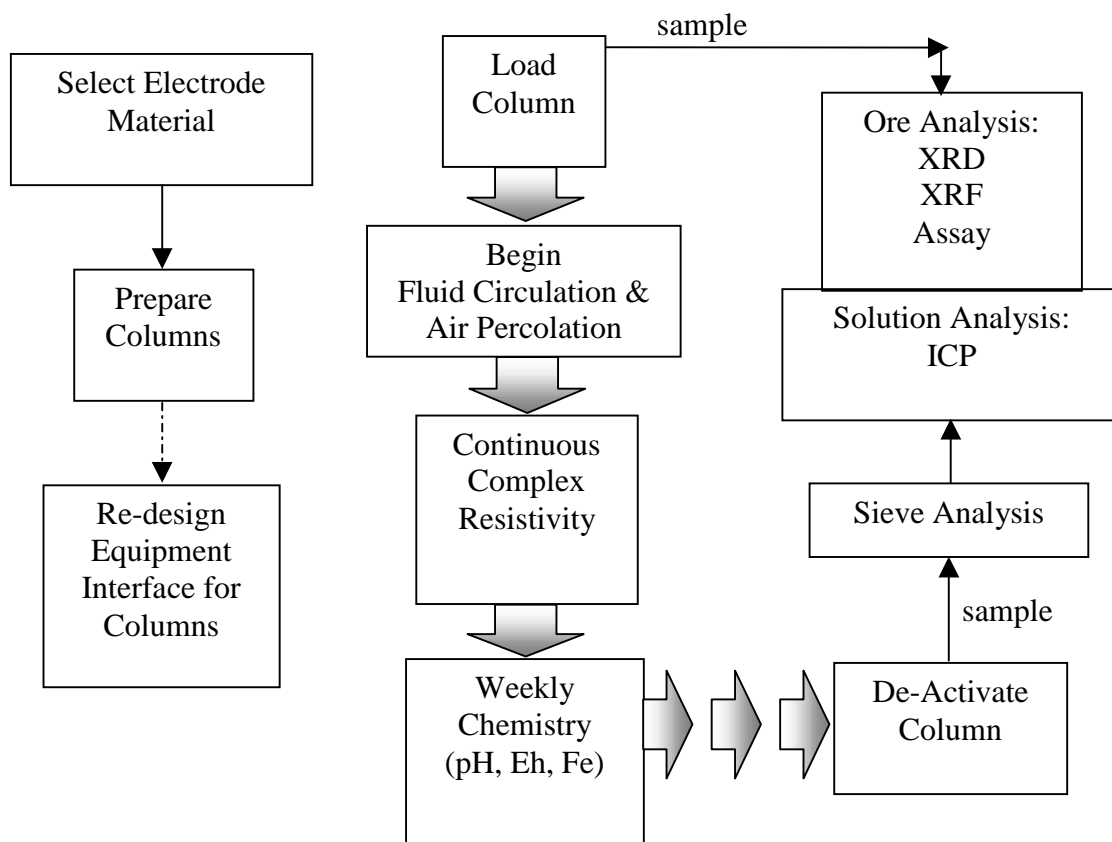 Select Electrode
Material
Prepare
Columns
Re-design
Equipment
Interface for
Columns
Load
Column
sample
Begin
Fluid Circulation &
Air Percolation
Continuous
Complex
Resistivity
Weekly
Chemistry
(pH, Eh, Fe)
De-Activate
Column
sample
Sieve Analysis
Solution Analysis:
ICP
Ore Analysis:
XRD
XRF
Assay